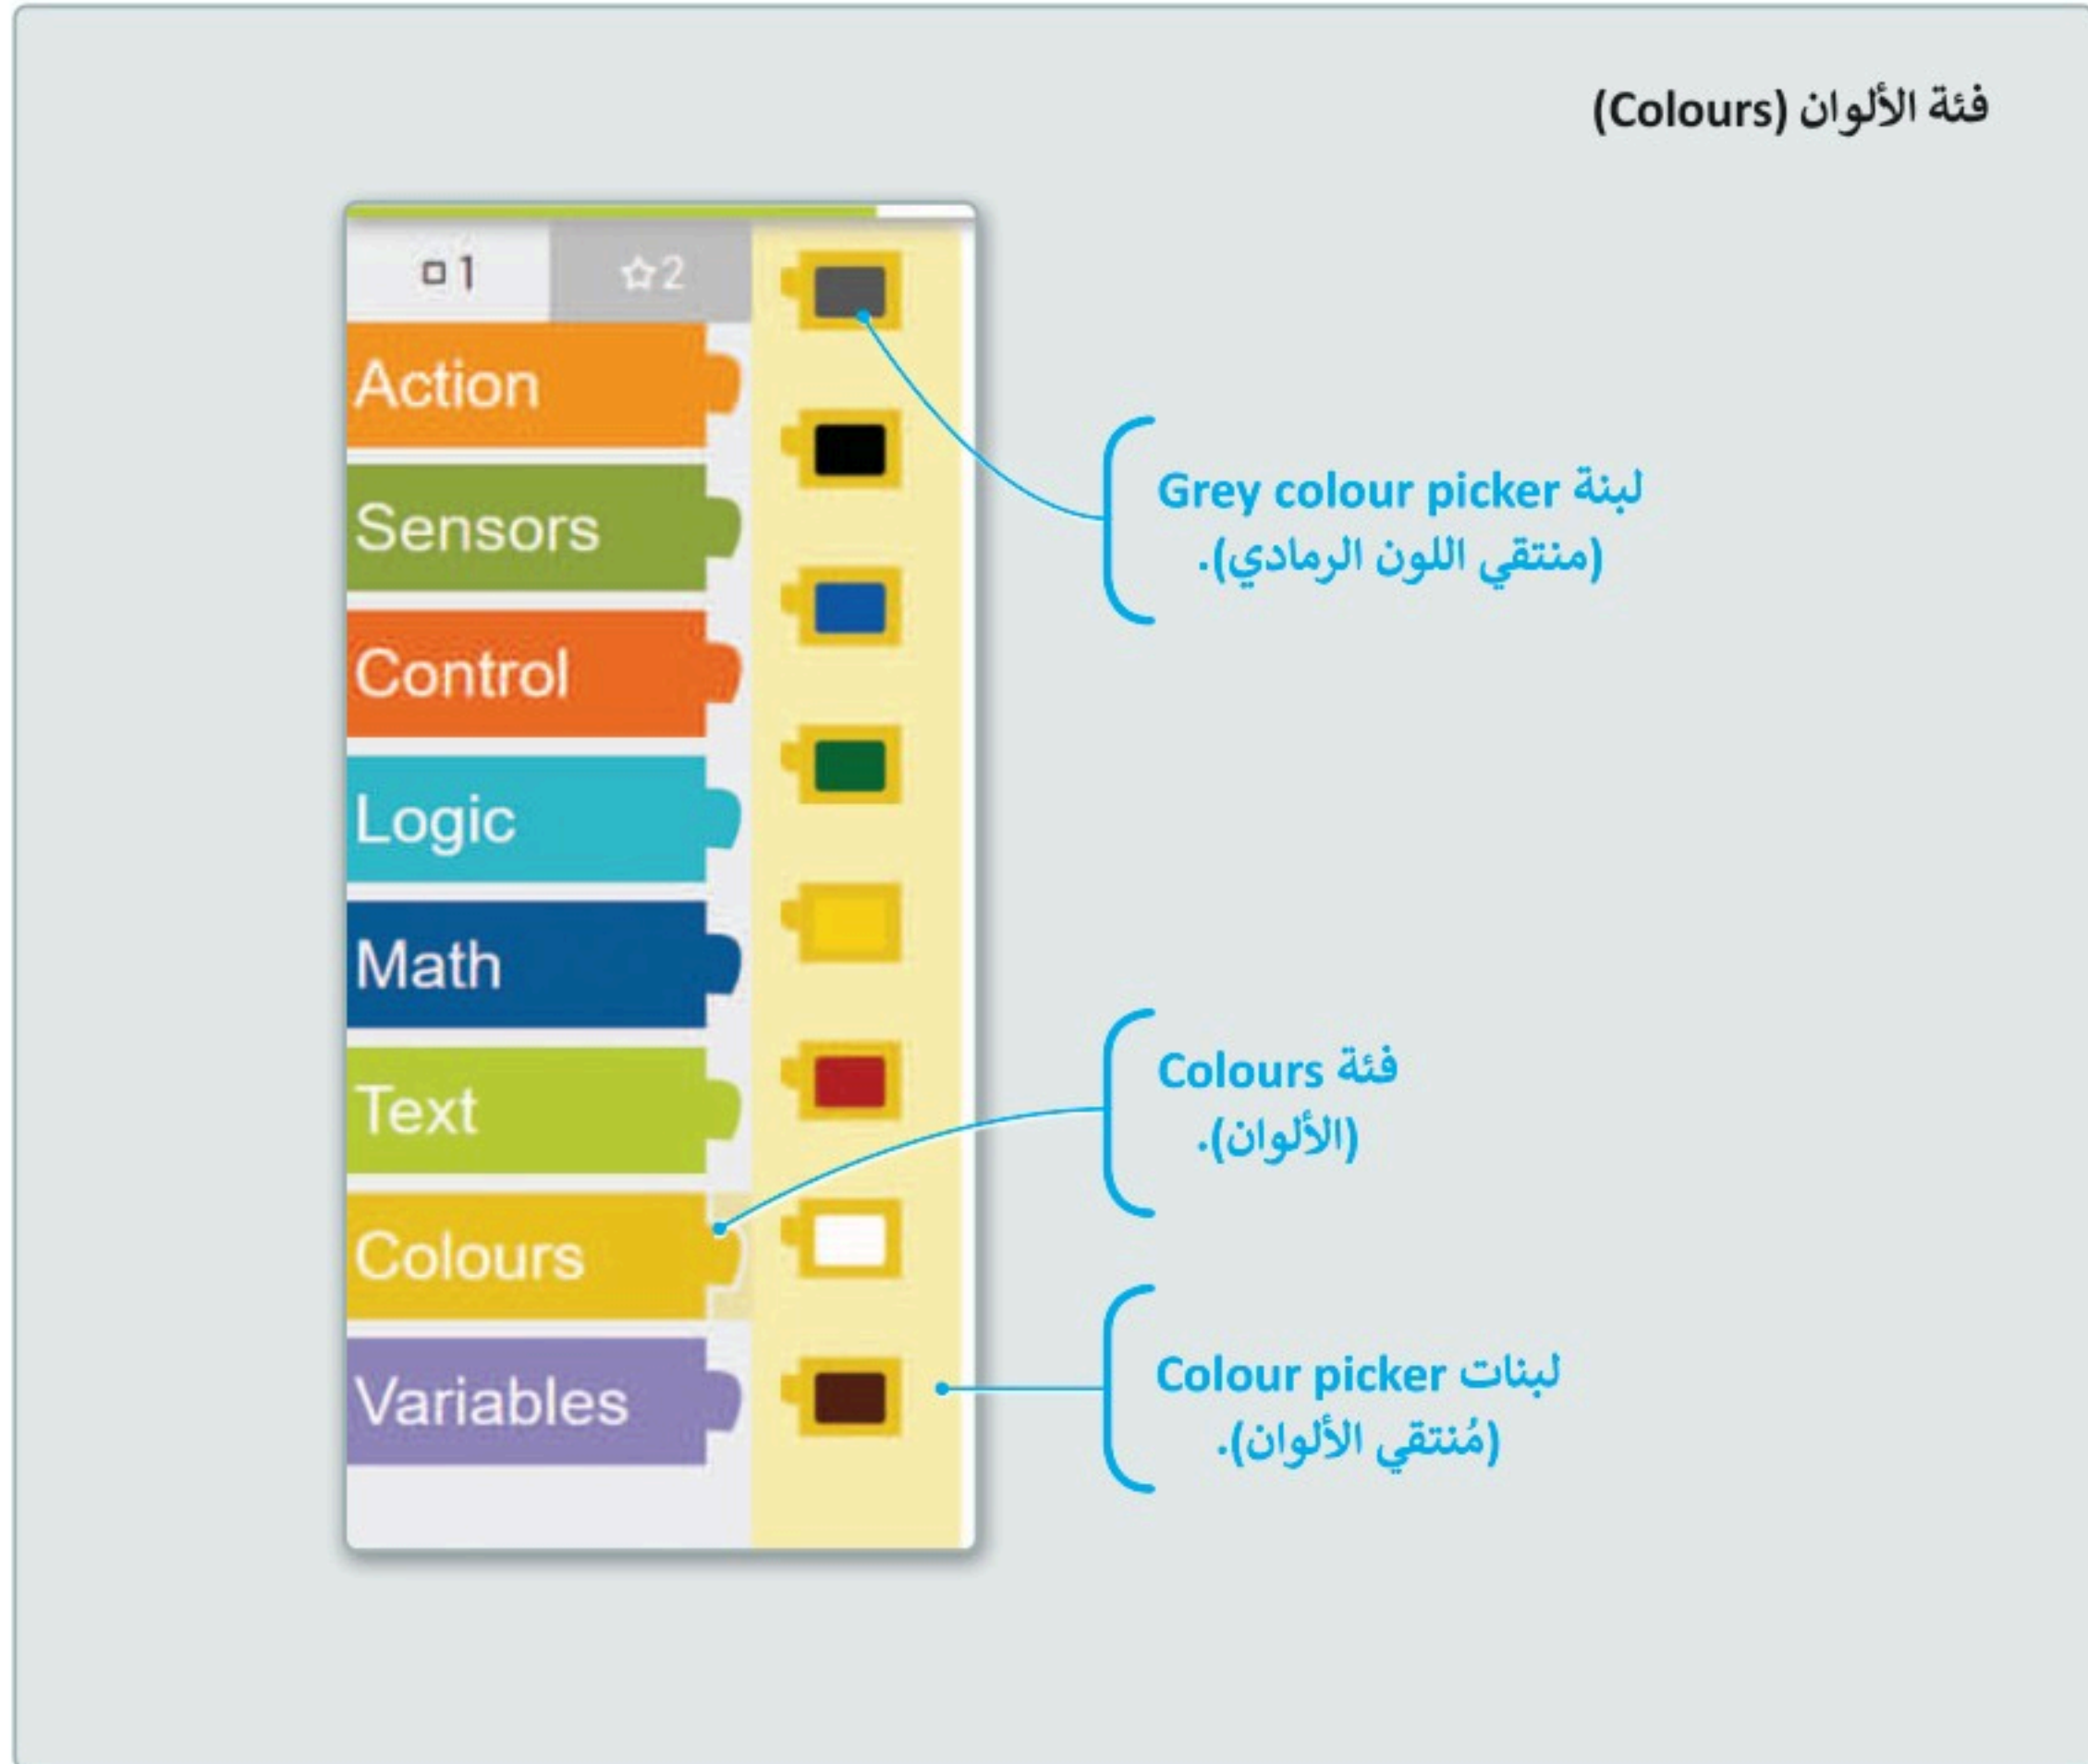 فئة الألوان (Colours)
1
2
Action
Sensors
Control
Logic
Math
Text
Colours
Variables
لبنة Grey colour picker
(منتقي اللون الرمادي).
فئة Colours
(الألوان).
لبنات Colour picker
(مُنتقي الألوان).